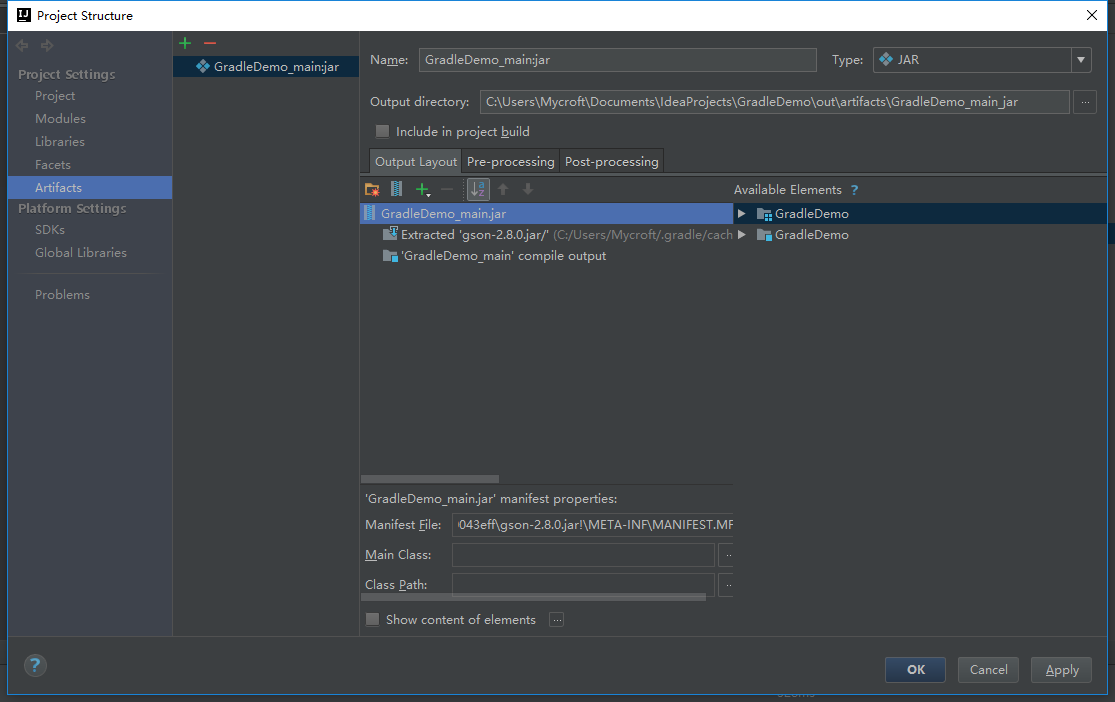 Project Structure
Project Settings
Project
Modules
Libraries
Facets
Artifacts
Platform Settings
SDKs
Global Libraries
Problems
GradleDemo_main:jar
Name: GradleDemo_main:jar Type: JAR
Output directory: C:\Users\Mycroft\Documents\IdeaProjects\GradleDemo\out\artifacts\GradleDemo_main_jar ...
Include in project build
Output Layout Pre-processing Post-processing
Available Elements ?
GradleDemo_main.jar
Extracted 'gson-2.8.0.jar/' (C:/Users/Mycroft/.gradle/cach
'GradleDemo_main' compile output
GradleDemo
GradleDemo
'GradleDemo_main.jar' manifest properties:
Manifest File: 043eff\gson-2.8.0.jar!\META-INF\MANIFEST.MF
Main Class:
Class Path:
Show content of elements ...
? OK Cancel Apply